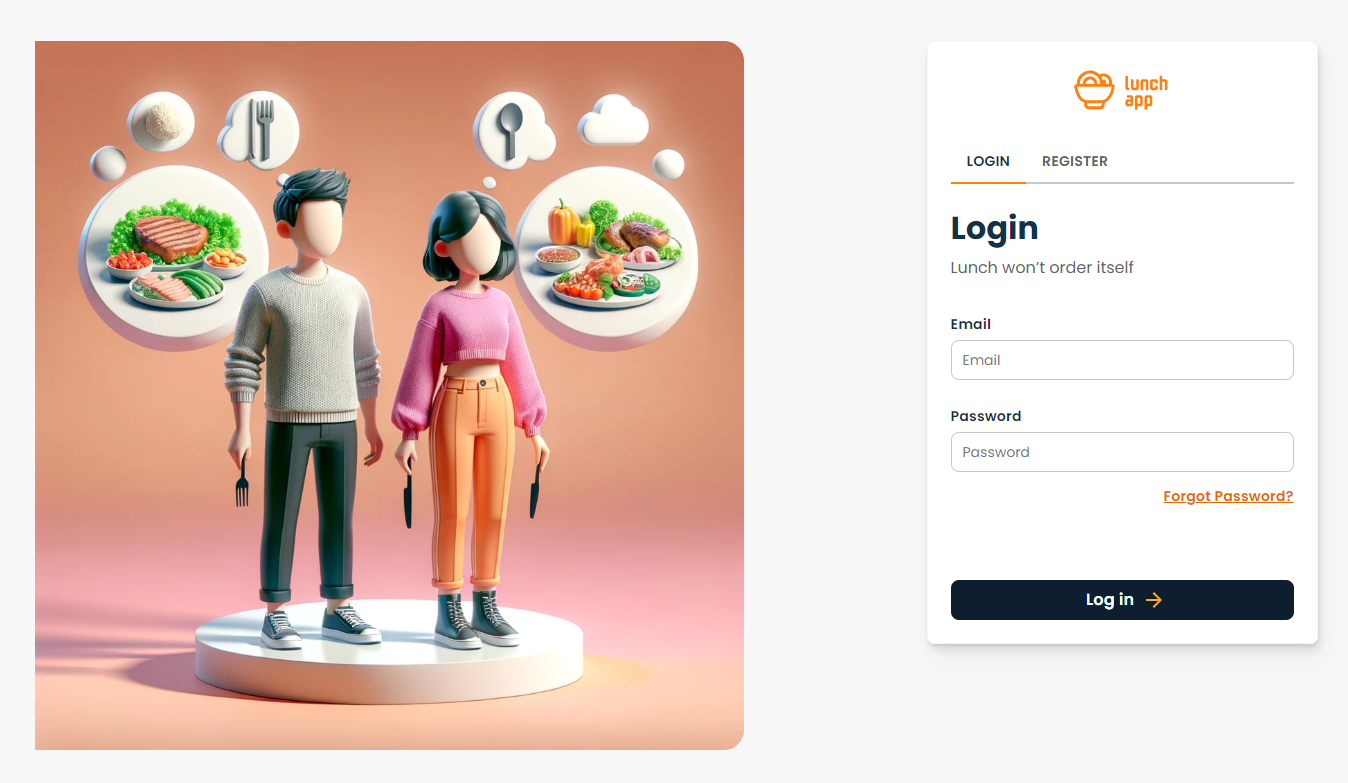 lunch
app
LOGIN REGISTER
Login
Lunch won’t order itself
Email
Email
Password
Password
Forgot Password?
Log in